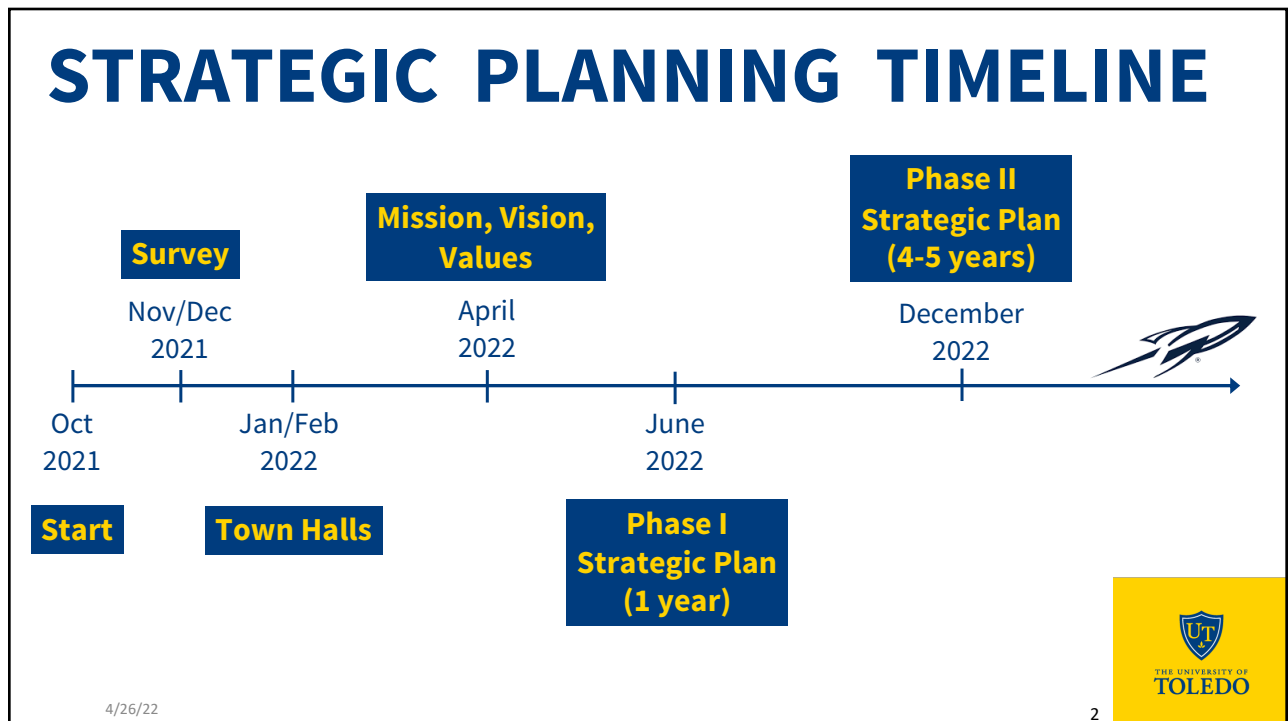 STRATEGIC PLANNING TIMELINE
Survey
Nov/Dec
2021
Mission, Vision,
Values
April
2022
Phase II
Strategic Plan
(4-5 years)
December
2022
®
Oct
2021
Start
Jan/Feb
2022
Town Halls
June
2022
Phase I
Strategic Plan
(1 year)
UT
THE UNIVERSITY OF
TOLEDO
4/26/22
2